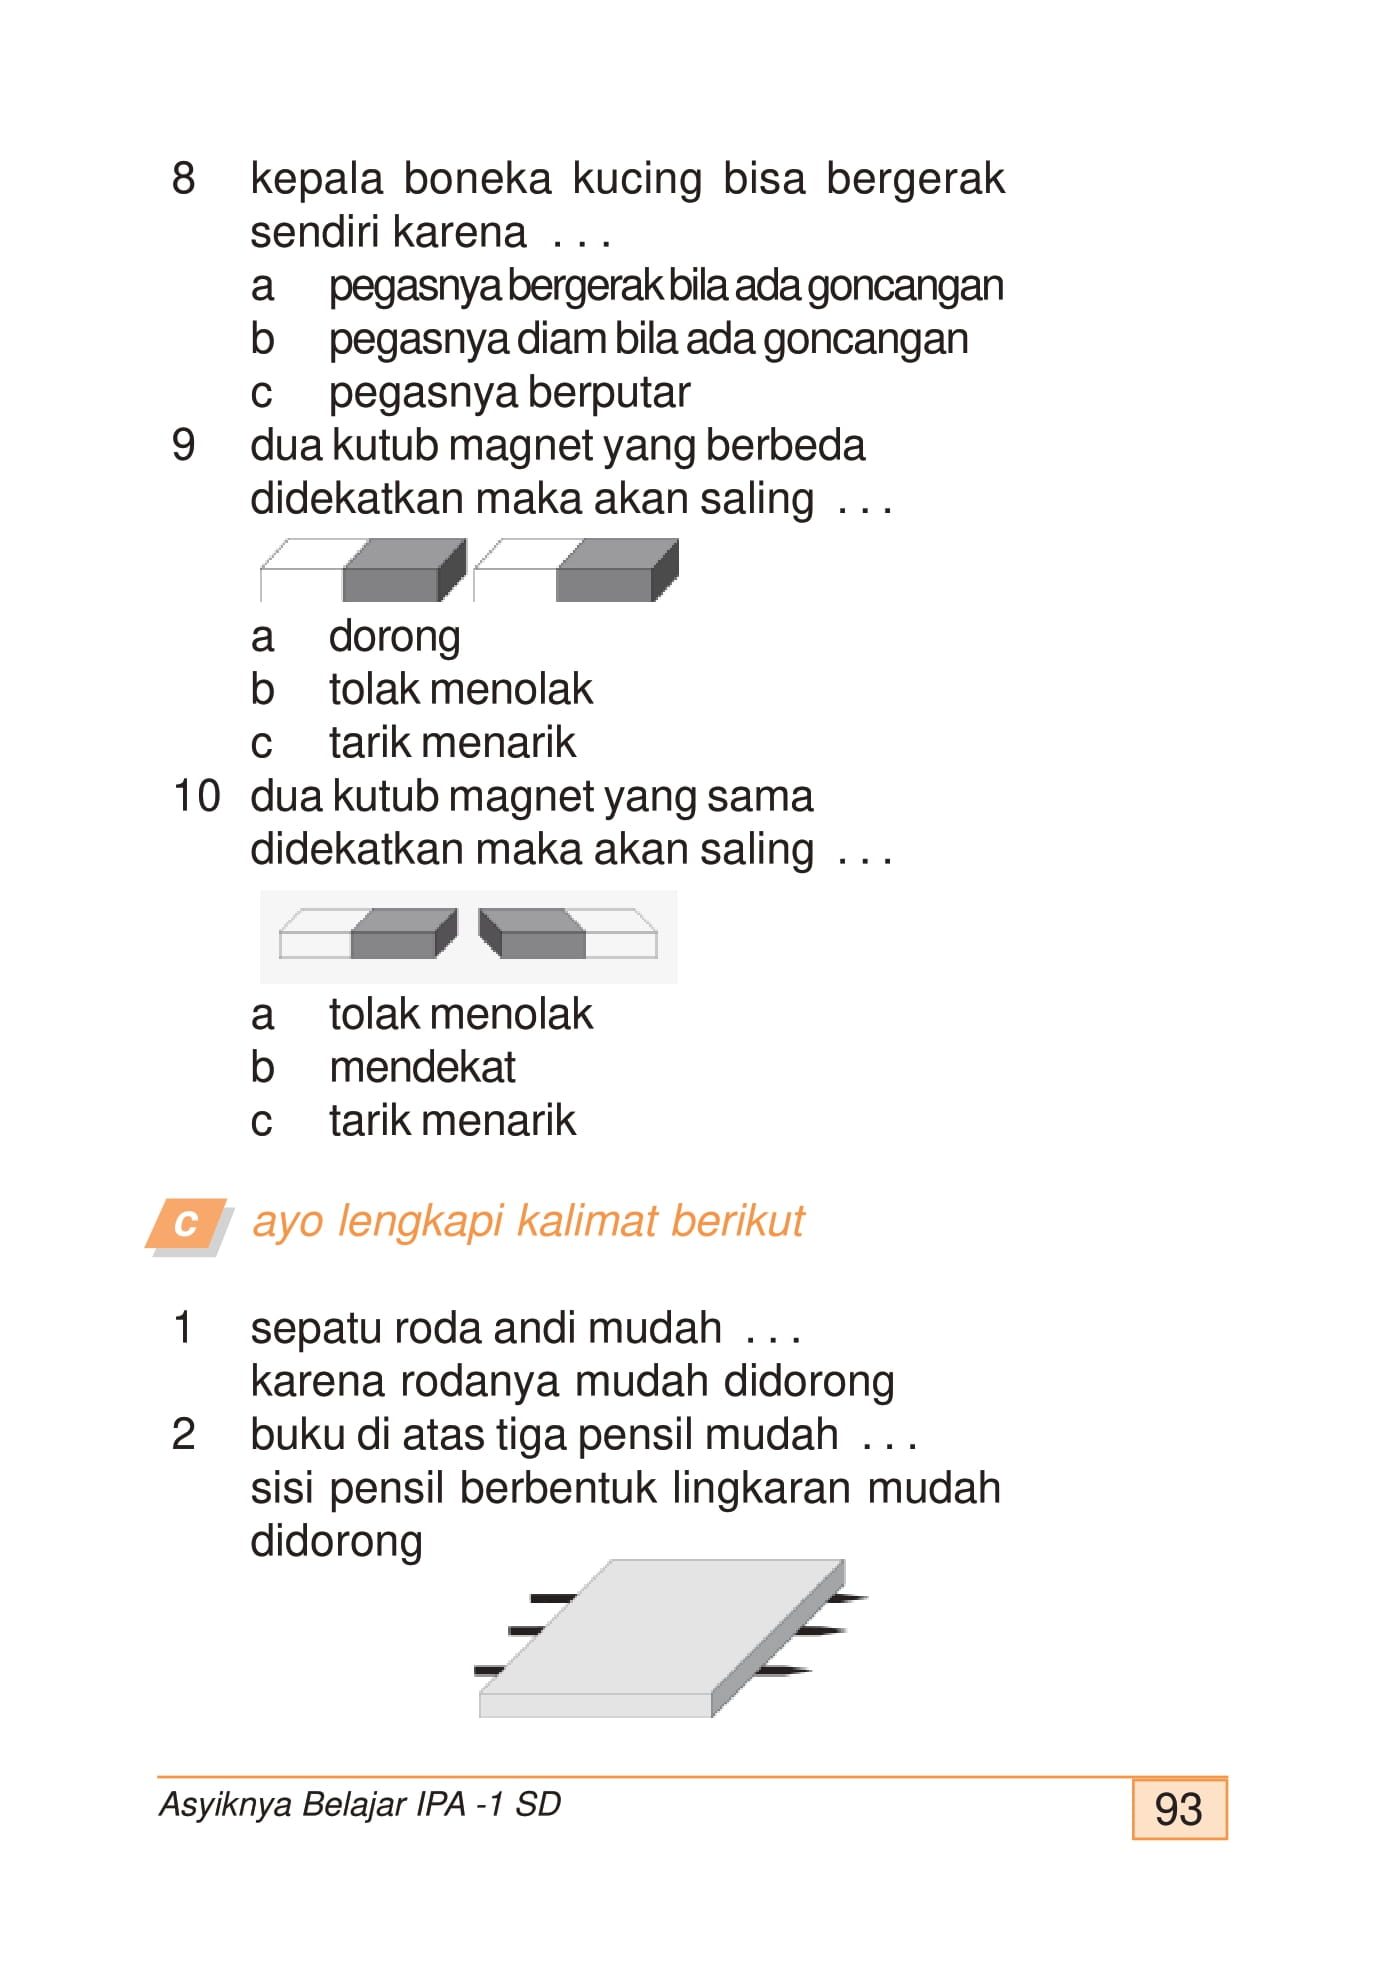 8 kepala boneka kucing bisa bergerak
sendiri karena . . .
a pegasnya bergerak bila ada goncangan
b pegasnya diam bila ada goncangan
c pegasnya berputar
9 dua kutub magnet yang berbeda
didekatkan maka akan saling . . .
a dorong
b tolak menolak
c tarik menarik
10 dua kutub magnet yang sama
didekatkan maka akan saling . . .
a tolak menolak
b mendekat
c tarik menarik
c ayo lengkapi kalimat berikut
1 sepatu roda andi mudah . . .
karena rodanya mudah didorong
2 buku di atas tiga pensil mudah . . .
sisi pensil berbentuk lingkaran mudah
didorong
Asyiknya Belajar IPA -1 SD 93